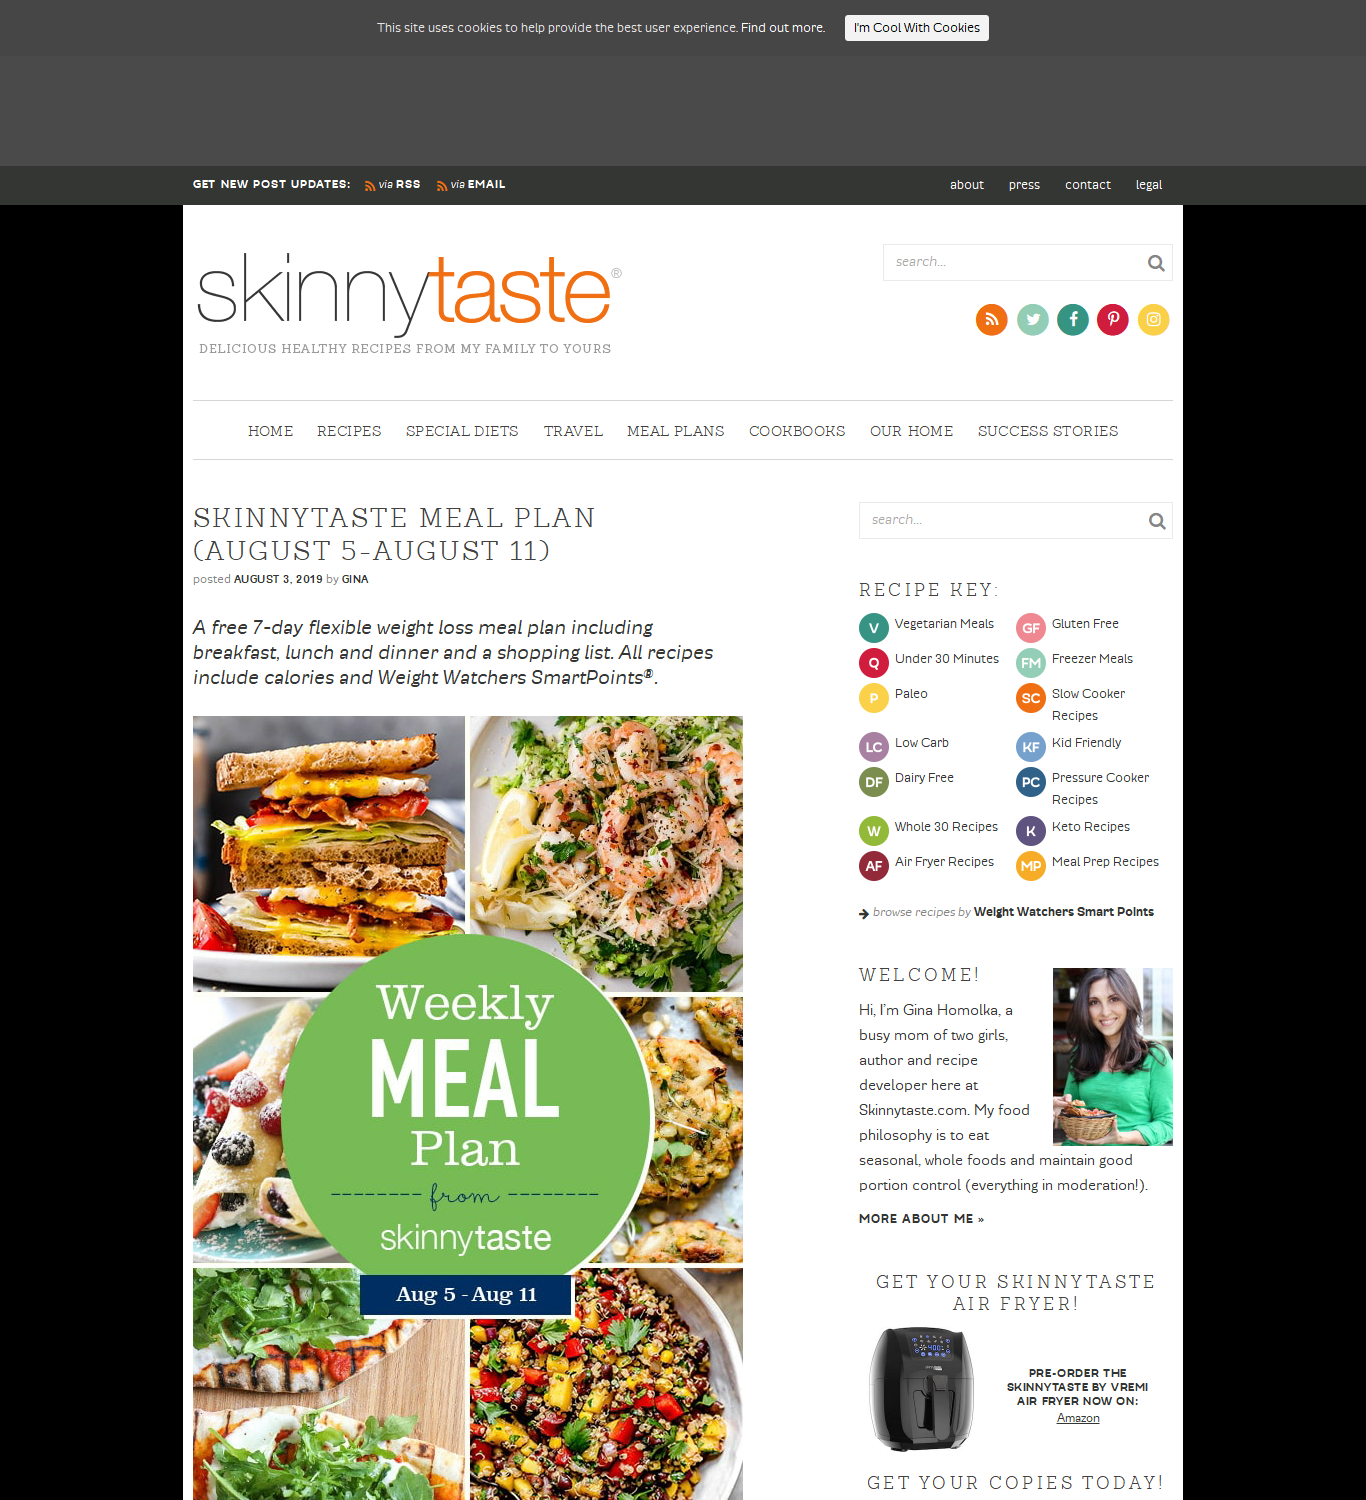 This site uses cookies to help provide the best user experience. Find out more. I'm Cool With Cookies
GET NEW POST UPDATES: via RSS via EMAIL
about press contact legal
skinnytaste®
DELICIOUS HEALTHY RECIPES FROM MY FAMILY TO YOURS
search...
HOME RECIPES SPECIAL DIETS TRAVEL MEAL PLANS COOKBOOKS OUR HOME SUCCESS STORIES
SKINNYTASTE MEAL PLAN
(AUGUST 5-AUGUST 11)
posted AUGUST 3, 2019 by GINA
A free 7-day flexible weight loss meal plan including
breakfast, lunch and dinner and a shopping list. All recipes
include calories and Weight Watchers SmartPoints®.
Weekly
MEAL
Plan
from
skinnytaste
Aug 5 - Aug 11
search...
RECIPE KEY:
V Vegetarian Meals GF Gluten Free
Q Under 30 Minutes FM Freezer Meals
P Paleo SC Slow Cooker
Recipes
LC Low Carb KF Kid Friendly
DF Dairy Free PC Pressure Cooker
Recipes
W Whole 30 Recipes K Keto Recipes
AF Air Fryer Recipes MP Meal Prep Recipes
browse recipes by Weight Watchers Smart Points
WELCOME!
Hi, I'm Gina Homolka, a
busy mom of two girls,
author and recipe
developer here at
Skinnytaste.com. My food
philosophy is to eat
seasonal, whole foods and maintain good
portion control (everything in moderation!).
MORE ABOUT ME »
GET YOUR SKINNYTASTE
AIR FRYER!
PRE-ORDER THE
SKINNYTASTE BY VREMI
AIR FRYER NOW ON:
Amazon
GET YOUR COPIES TODAY!